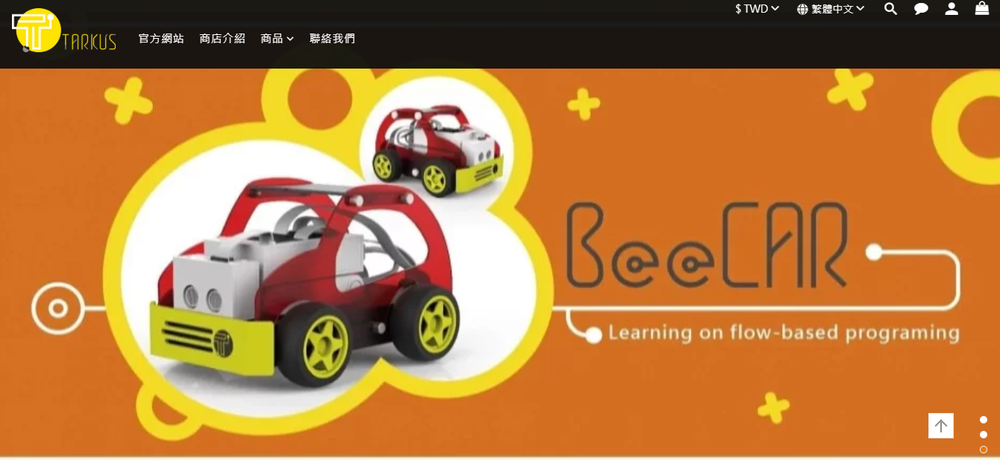 $ TWD
繁體中文
TARKUS
官方網站
商店介紹
商品
聯絡我們
BeeCAR
Learning on flow-based programing